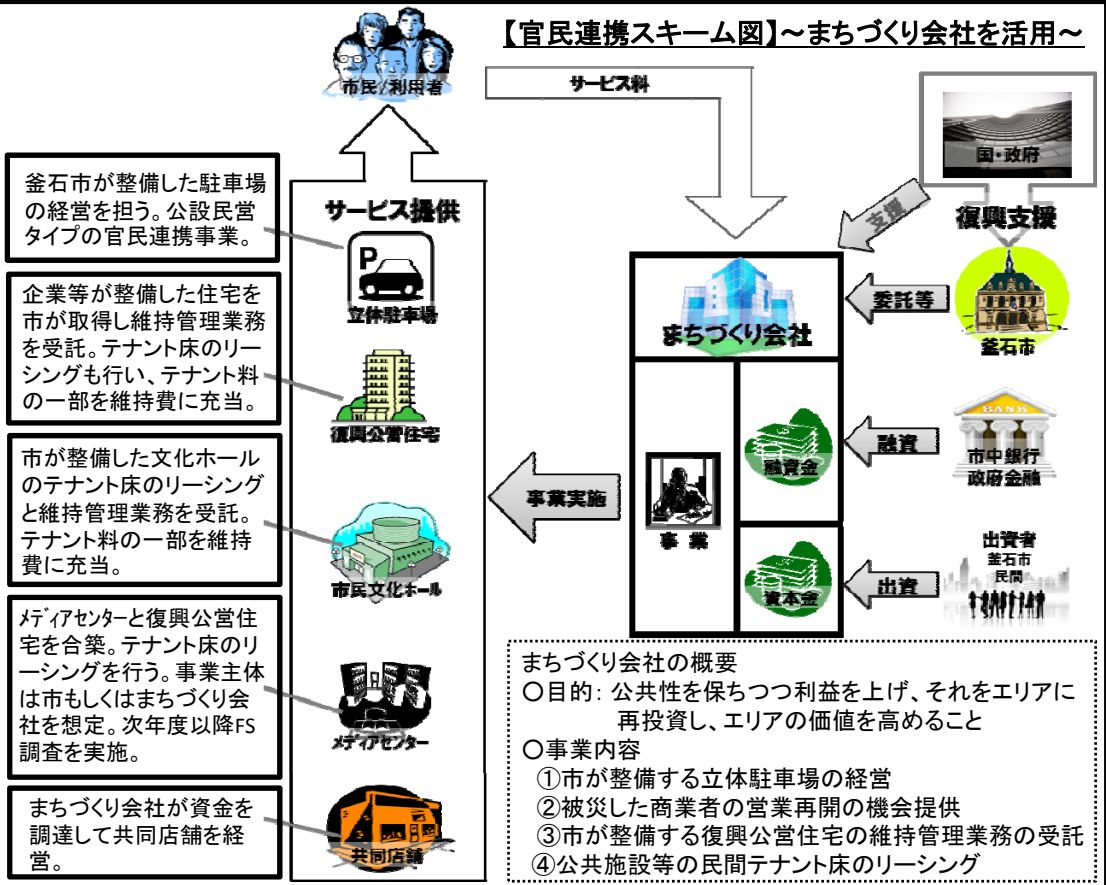 【官民連携スキーム図】~まちづくり会社を活用~
市民/利用者
サービス料
国・政府
支援
復興支援
釜石市が整備した駐車場
の経営を担う。公設民営
タイプの官民連携事業。
サービス提供
P
立体駐車場
まちづくり会社
委託等
釜石市
企業等が整備した住宅を
市が取得し維持管理業務
を受託。テナント床のリー
シングも行い、テナント料
の一部を維持費に充当。
復興公営住宅
融資金
融資
BANK
市中銀行
政府金融
市が整備した文化ホール
のテナント床のリーシング
と維持管理業務を受託。
テナント料の一部を維持
費に充当。
市民文化ホール
事業実施
事 業
資本金
出資
出資者
釜石市
民間
メディアセンターと復興公営住
宅を合築。テナント床のリ
ーシングを行う。事業主体
は市もしくはまちづくり会
社を想定。次年度以降FS
調査を実施。
メディアセンター
まちづくり会社が資金を
調達して共同店舗を経
営。
共同店舗
まちづくり会社の概要
○目的: 公共性を保ちつつ利益を上げ、それをエリアに
再投資し、エリアの価値を高めること
○事業内容
①市が整備する立体駐車場の経営
②被災した商業者の営業再開の機会提供
③市が整備する復興公営住宅の維持管理業務の受託
④公共施設等の民間テナント床のリーシング